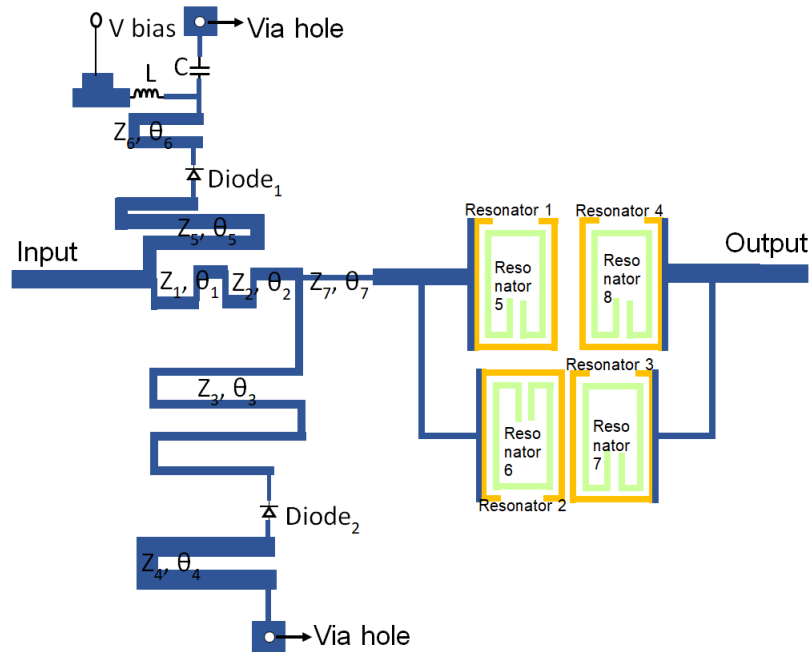 V bias
Via hole
L
C
Z6, θ6
Diode1
Z5, θ5
Input
Z1, θ1
Z2, θ2
Z7, θ7
Resonator 1
Resonator 4
Output
Reso
nator
5
Reso
nator
8
Z3, θ3
Resonator 3
Reso
nator
6
Reso
nator
7
Resonator 2
Diode2
Z4, θ4
Via hole